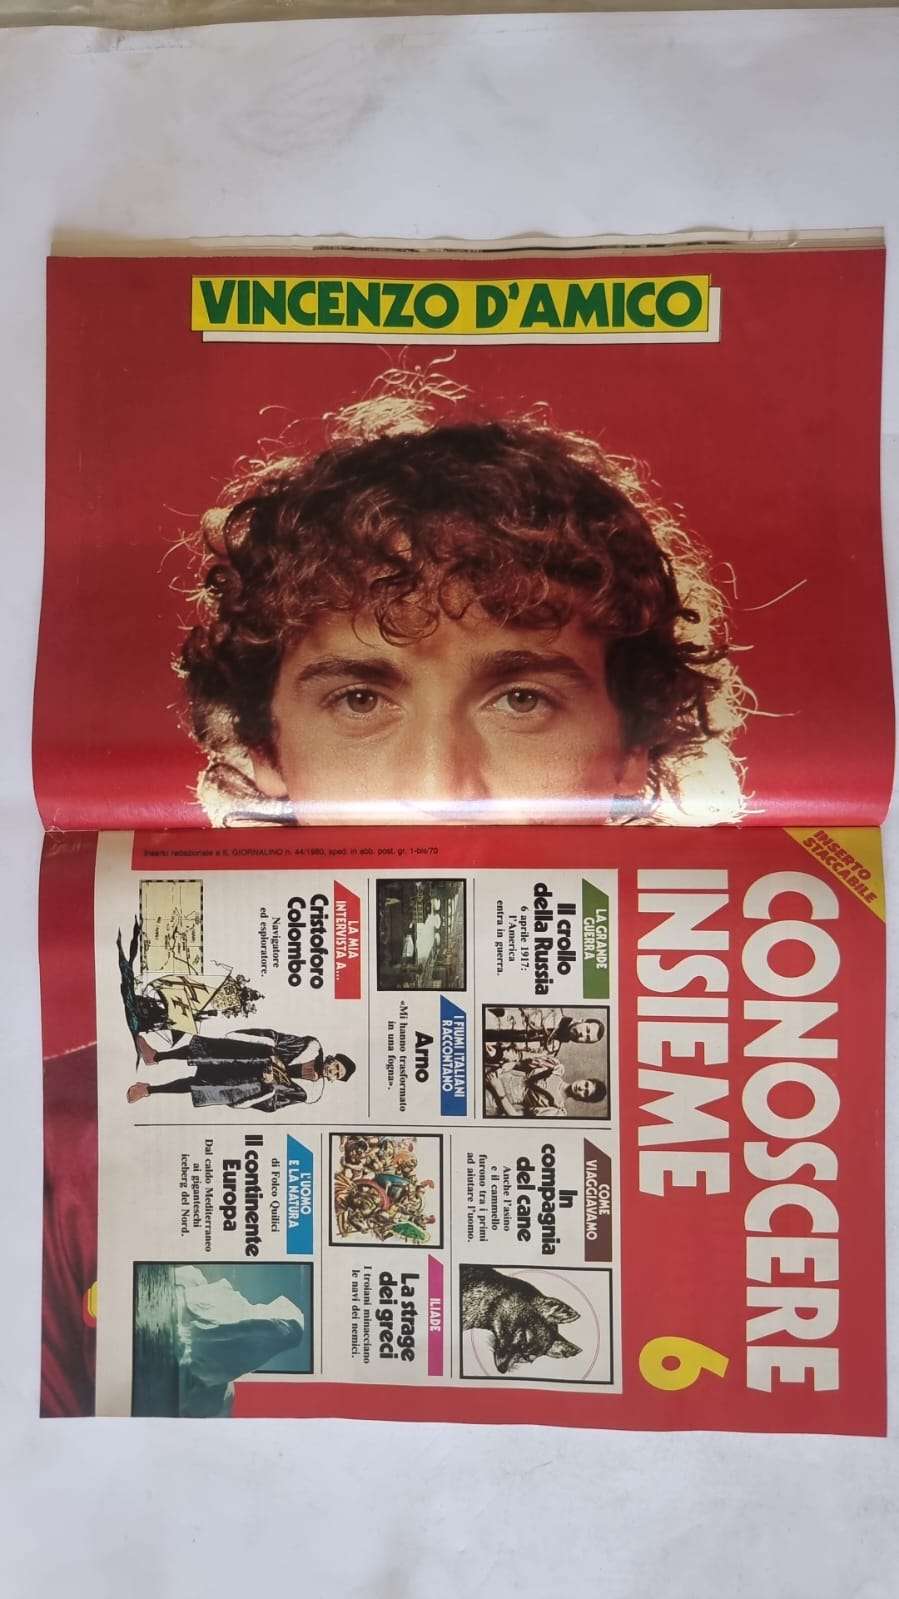 VINCENZO D'AMICO
INSERTO
STACCABILE
CONOSCERE
INSIEME 6
LA GRANDE
GUERRA
Il crollo
della Russia
6 aprile 1917:
l'America
entra in guerra.
COME
VIAGGIAVAMO
In
compagnia
del cane
Anche l'asino
e il cammello
furono tra i primi
ad aiutare l'uomo.
I FIUMI ITALIANI
RACCONTANO
Arno
«Mi hanno trasformato
in una fogna».
ILIADE
La strage
dei greci
I troiani minacciano
le navi dei nemici.
LA MIA
INTERVISTA A...
Cristoforo
Colombo
Navigatore
ed esploratore.
L'UOMO
E LA NATURA
di Folco Quilici
Il continente
Europa
Dal caldo Mediterraneo
ai giganteschi
iceberg del Nord.
Inserto redazionale a IL GIORNALINO n. 44/1980, sped. in abb. post. gr. 1-bis/70